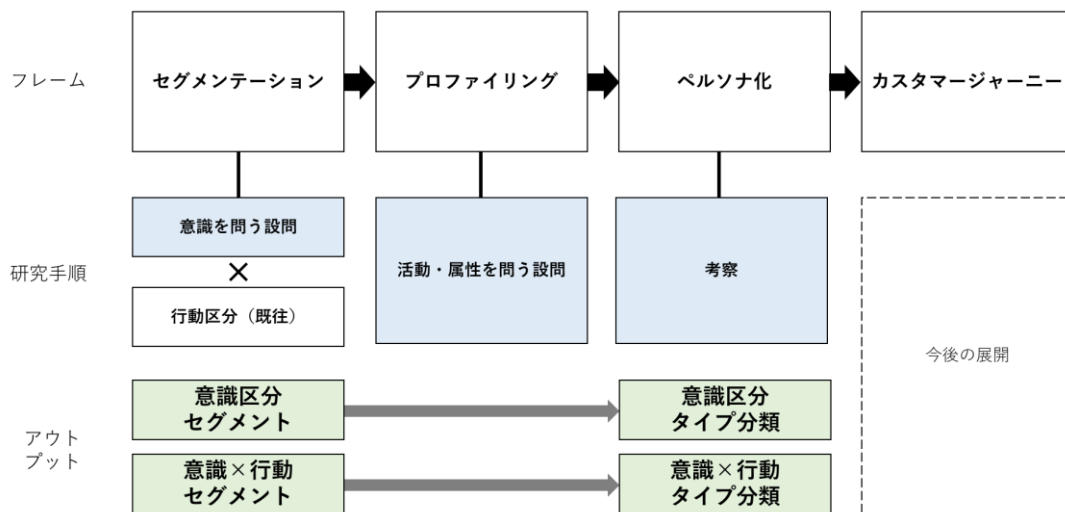 フレーム
セグメンテーション
プロファイリング
ペルソナ化
カスタマージャーニー
研究手順
意識を問う設問
×
行動区分（既往）
活動・属性を問う設問
考察
今後の展開
アウト
プット
意識区分
セグメント
意識区分
タイプ分類
意識×行動
セグメント
意識×行動
タイプ分類